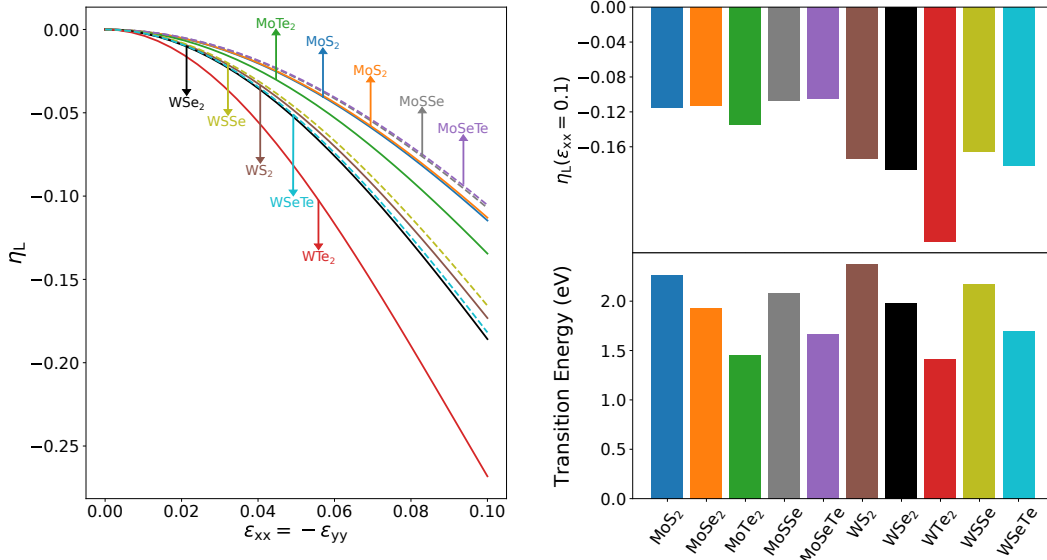 0.00
−0.05
−0.10
−0.15
−0.20
−0.25
η_L
0.00
0.02
0.04
0.06
0.08
0.10
ε_xx = −ε_yy
MoTe₂
MoS₂
MoS₂
MoSSe
MoSeTe
WSe₂
WSSe
WS₂
WSeTe
WTe₂
0.00
−0.04
−0.08
−0.12
−0.16
η_L(ε_xx = 0.1)
2.0
1.5
1.0
0.5
0.0
Transition Energy (eV)
MoS₂
MoSe₂
MoTe₂
MoSSe
MoSeTe
WS₂
WSe₂
WTe₂
WSSe
WSeTe